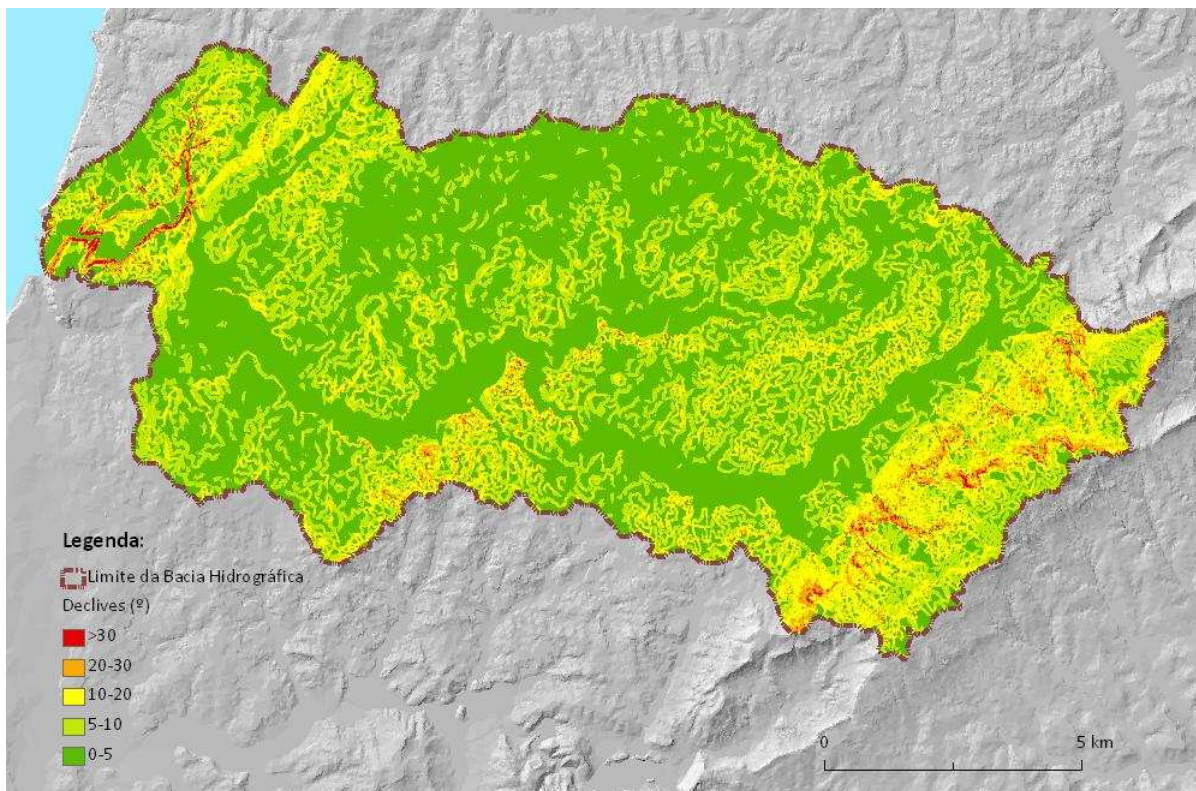 Legenda:
Limite da Bacia Hidrográfica
Declives (º)
>30
20-30
10-20
5-10
0-5
0 5 km